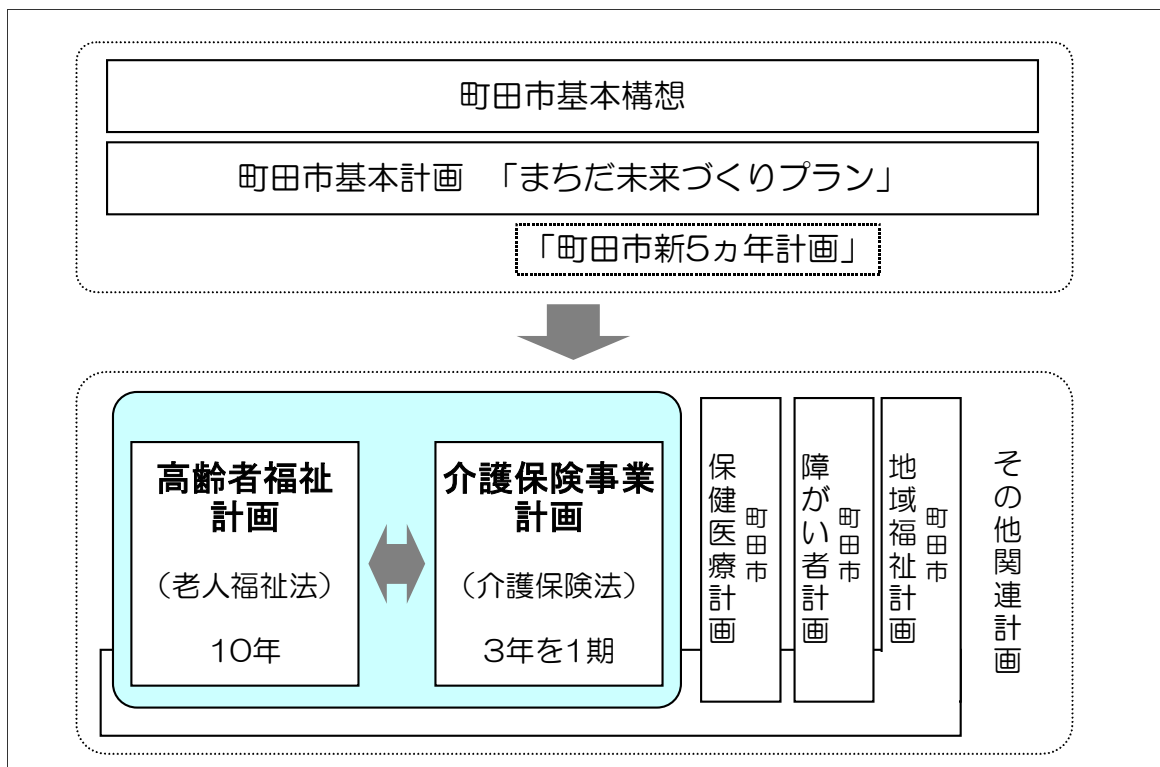 町田市基本構想
町田市基本計画 「まちだ未来づくりプラン」
「町田市新5ヵ年計画」
高齢者福祉
計画
（老人福祉法）
10年
介護保険事業
計画
（介護保険法）
3年を1期
町田市
保健医療計画
町田市
障がい者計画
町田市
地域福祉計画
その他関連計画